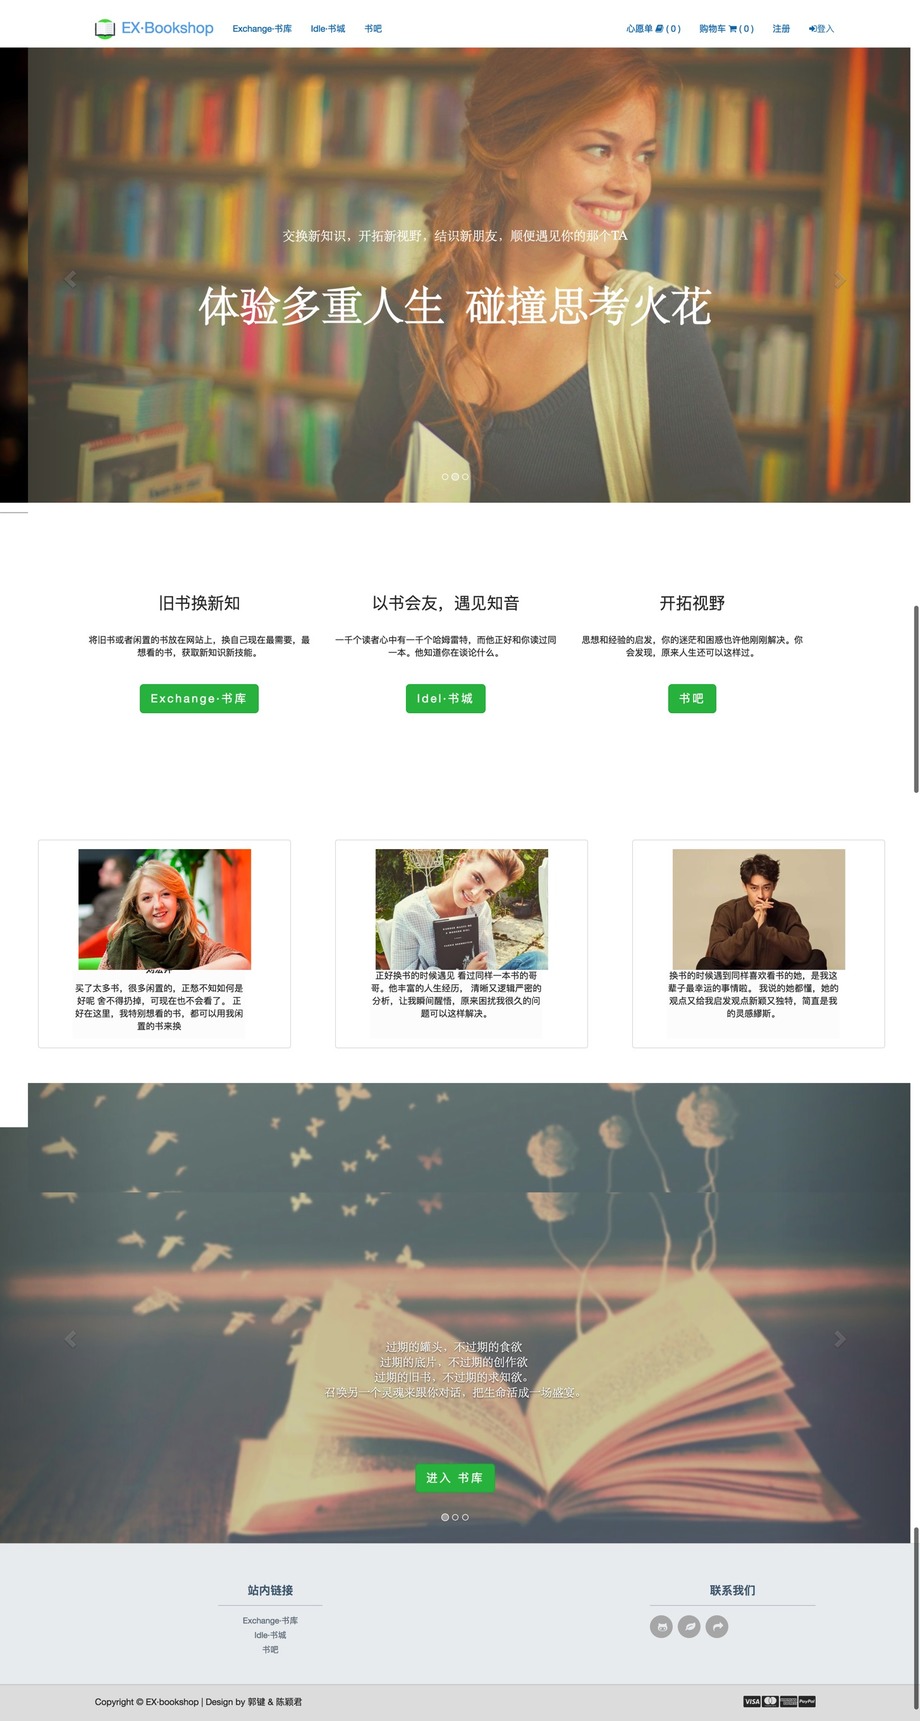 EX·Bookshop Exchange·书库 Idle·书城 书吧 心愿单 ( 0 ) 购物车 ( 0 ) 注册 登入
交换新知识，开拓新视野，结识新朋友，顺便遇见你的那个TA
体验多重人生 碰撞思考火花
旧书换新知
将旧书或者闲置的书放在网站上，换自己现在最需要，最
想看的书，获取新知识新技能。
Exchange·书库
以书会友，遇见知音
一千个读者心中有一千个哈姆雷特，而他正好和你读过同
一本。他知道你在谈论什么。
Idel·书城
开拓视野
思想和经验的启发，你的迷茫和困惑也许他刚刚解决。你
会发现，原来人生还可以这样过。
书吧
买了太多书，很多闲置的，正愁不知如何是
好呢 舍不得扔掉，可现在也不会看了。 正
好在这里，我特别想看的书，都可以用我闲
置的书来换
正好换书的时候遇见 看过同样一本书的哥
哥。他丰富的人生经历， 清晰又逻辑严密的
分析，让我瞬间醒悟，原来困扰我很久的问
题可以这样解决。
换书的时候遇到同样喜欢看书的她，是我这
辈子最幸运的事情啦。 我说的她都懂，她的
观点又给我启发观点新颖又独特，简直是我
的灵感繆斯。
过期的罐头，不过期的食欲
过期的底片，不过期的创作欲
过期的旧书，不过期的求知欲。
召唤另一个灵魂来跟你对话，把生命活成一场盛宴。
进入 书库
站内链接
Exchange·书库
Idle·书城
书吧
联系我们
Copyright © EX-bookshop | Design by 郭键 & 陈颖君
VISA PayPal